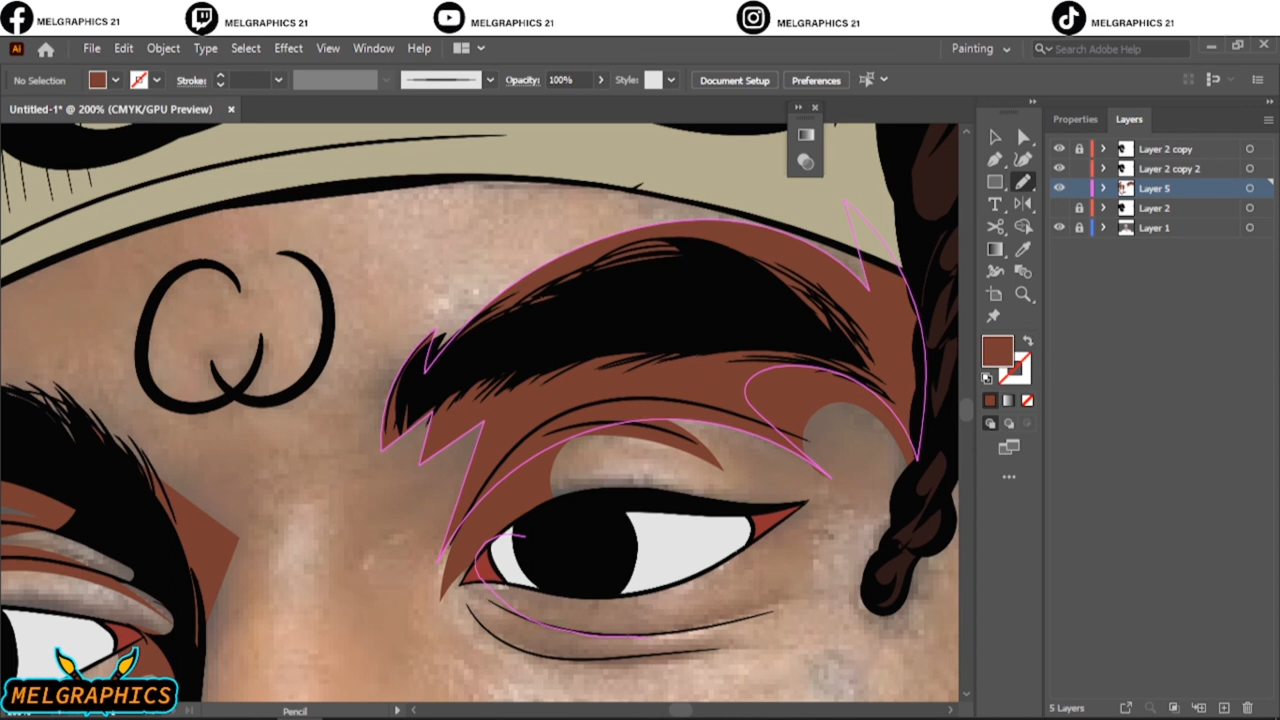 MELGRAPHICS 21
MELGRAPHICS 21
MELGRAPHICS 21
MELGRAPHICS 21
MELGRAPHICS 21
Ai
File Edit Object Type Select Effect View Window Help
Painting
Search Adobe Help
No Selection
Stroke:
Opacity: 100%
Style:
Document Setup
Preferences
Untitled-1* @ 200% (CMYK/GPU Preview)
Properties
Layers
Layer 2 copy
Layer 2 copy 2
Layer 5
Layer 2
Layer 1
MELGRAPHICS
Pencil
5 Layers